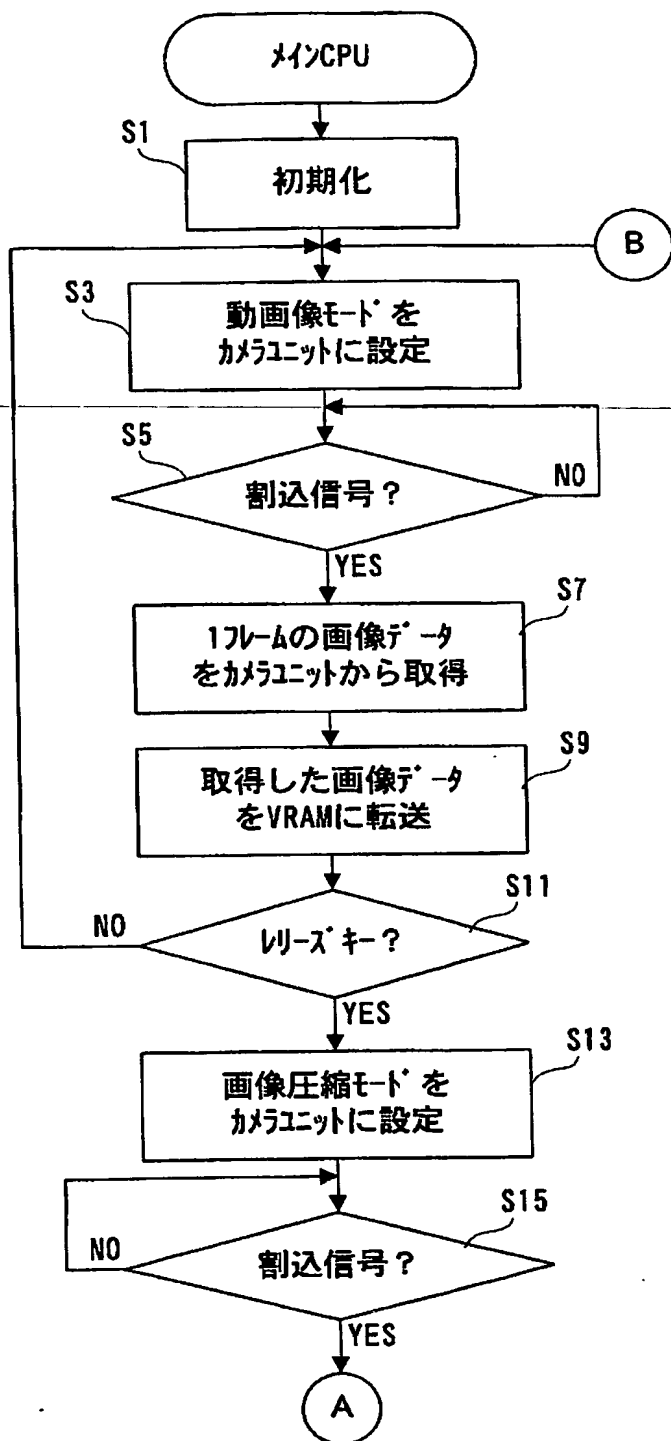 メインCPU
S1
初期化
B
S3
動画像モードを
カメラユニットに設定
S5
割込信号?
NO
YES
S7
1フレームの画像データ
をカメラユニットから取得
S9
取得した画像データ
をVRAMに転送
S11
NO
レリーズキー?
YES
S13
画像圧縮モードを
カメラユニットに設定
S15
NO
割込信号?
YES
A